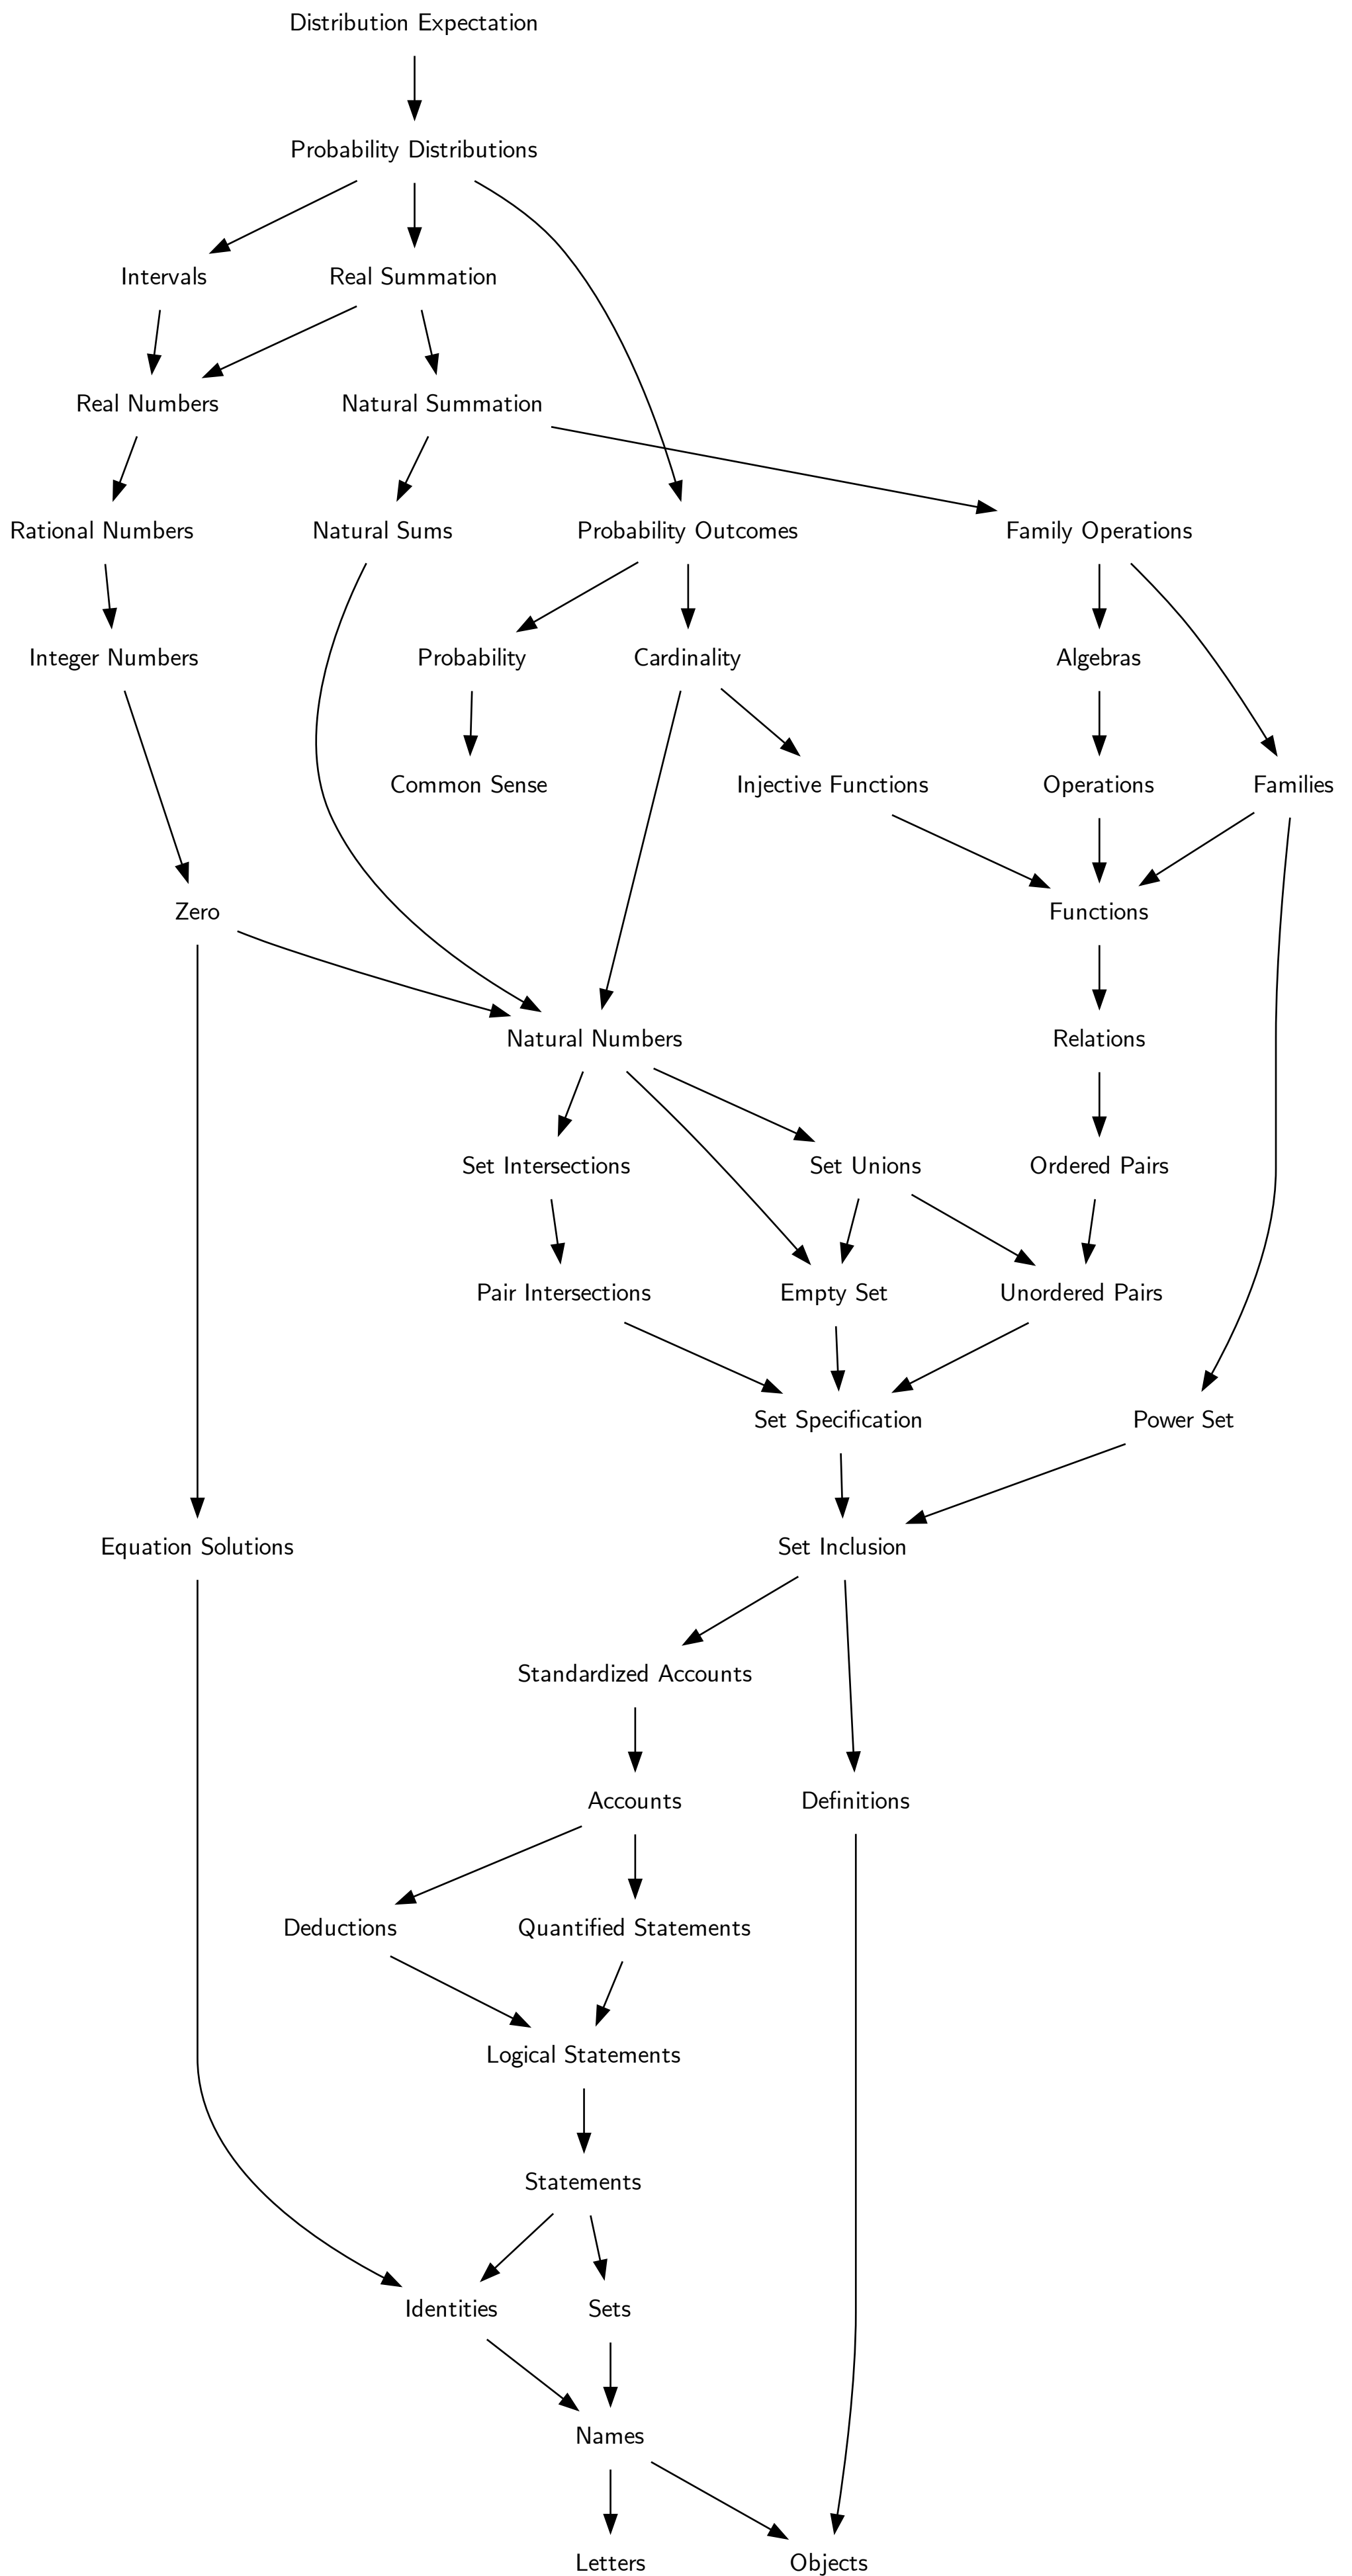 Distribution Expectation
Probability Distributions
Intervals
Real Summation
Real Numbers
Natural Summation
Rational Numbers
Natural Sums
Probability Outcomes
Family Operations
Integer Numbers
Probability
Cardinality
Algebras
Common Sense
Injective Functions
Operations
Families
Zero
Functions
Natural Numbers
Relations
Set Intersections
Set Unions
Ordered Pairs
Pair Intersections
Empty Set
Unordered Pairs
Set Specification
Power Set
Equation Solutions
Set Inclusion
Standardized Accounts
Accounts
Definitions
Deductions
Quantified Statements
Logical Statements
Statements
Identities
Sets
Names
Letters
Objects